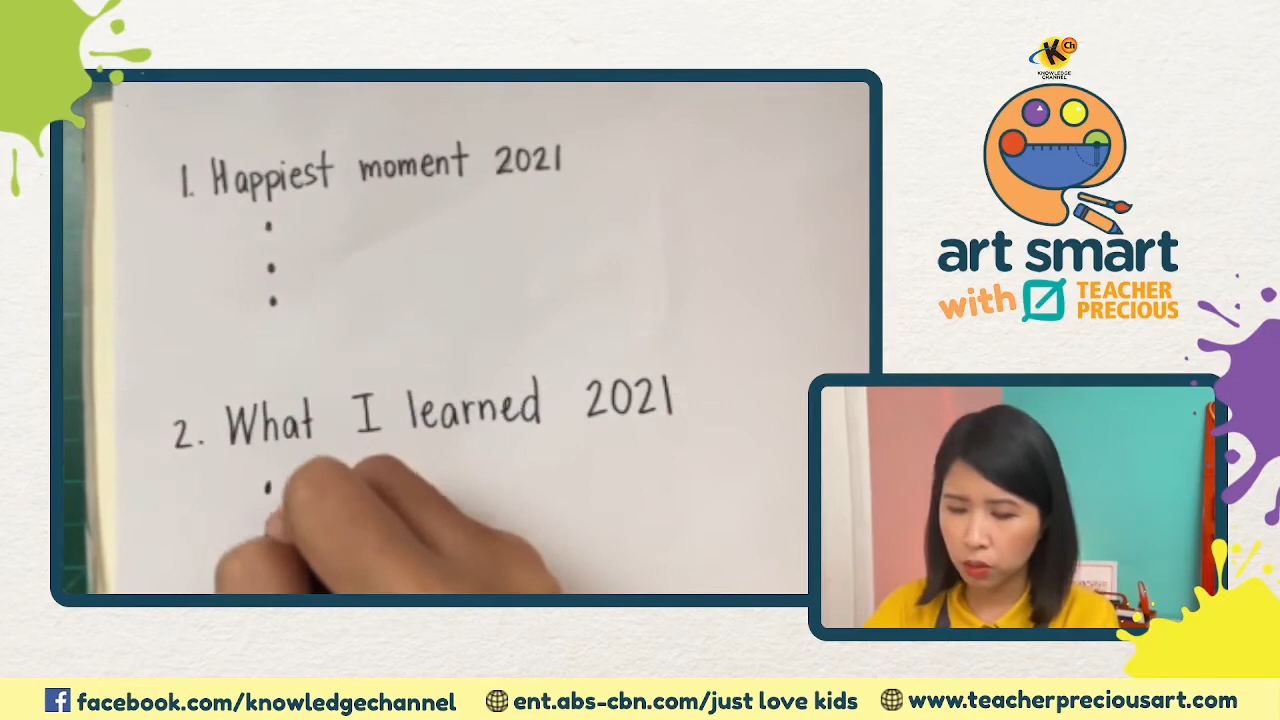 1. Happiest moment 2021
•
•
•
2. What I learned 2021
•
Ch
K
KNOWLEDGE
CHANNEL
art smart
with TEACHER
PRECIOUS
facebook.com/knowledgechannel
ent.abs-cbn.com/just love kids
www.teacherpreciousart.com